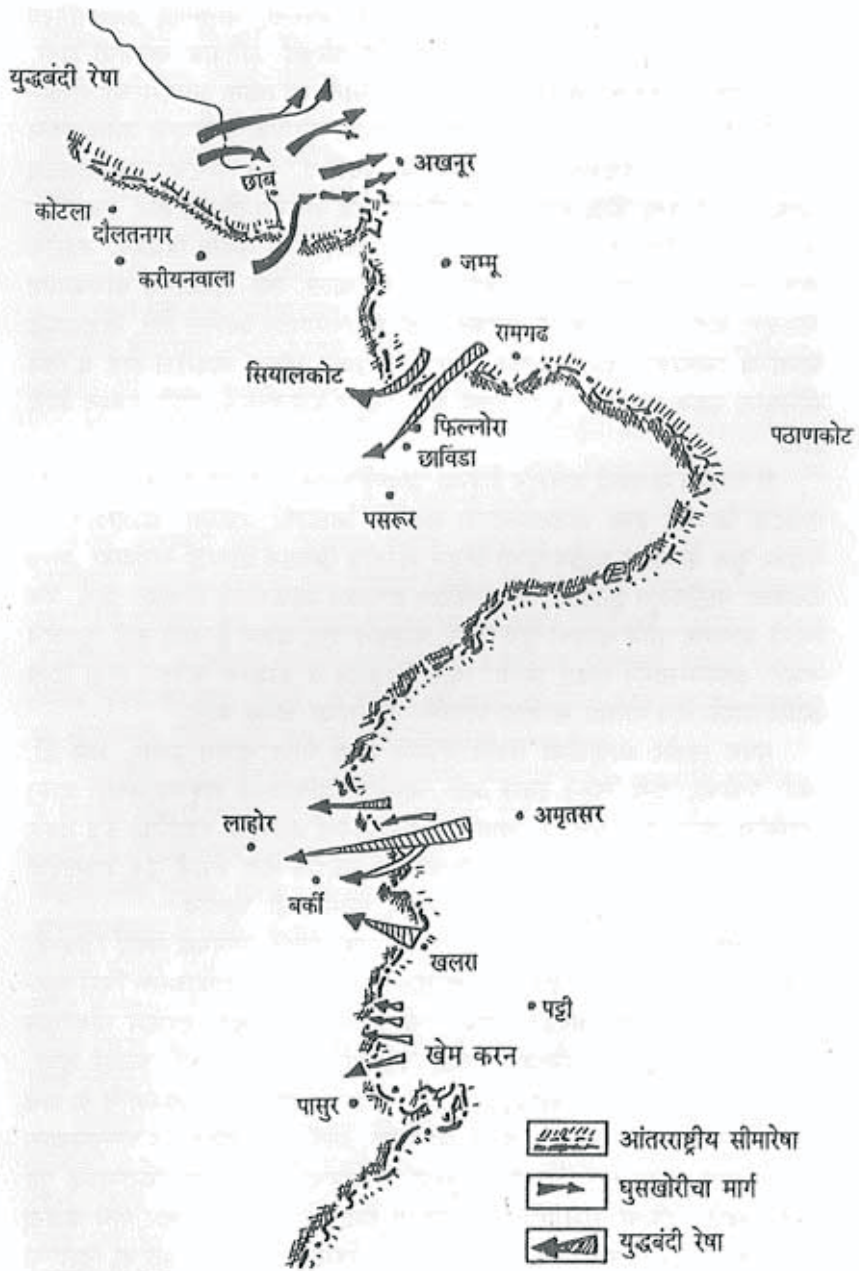 युद्धबंदी रेषा
अखनूर
छांब
कोटला
दौलतनगर
करीयनवाला
जम्मू
रामगढ
सियालकोट
फिल्लोरा
छाविंडा
पठाणकोट
पसरूर
लाहोर
अमृतसर
बर्की
खलरा
पट्टी
खेम करन
पासुर
आंतरराष्ट्रीय सीमारेषा
घुसखोरीचा मार्ग
युद्धबंदी रेषा